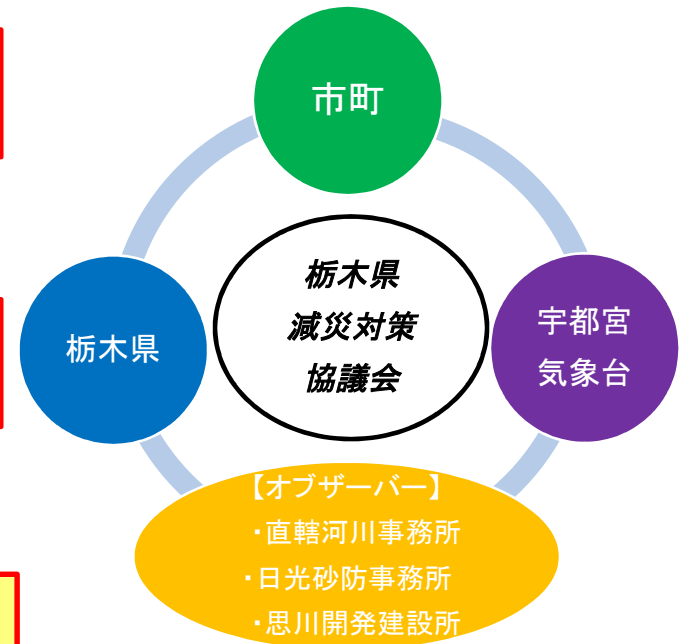 市町
栃木県
減災対策
協議会
栃木県
宇都宮
気象台
【オブザーバー】
・直轄河川事務所
・日光砂防事務所
・思川開発建設所